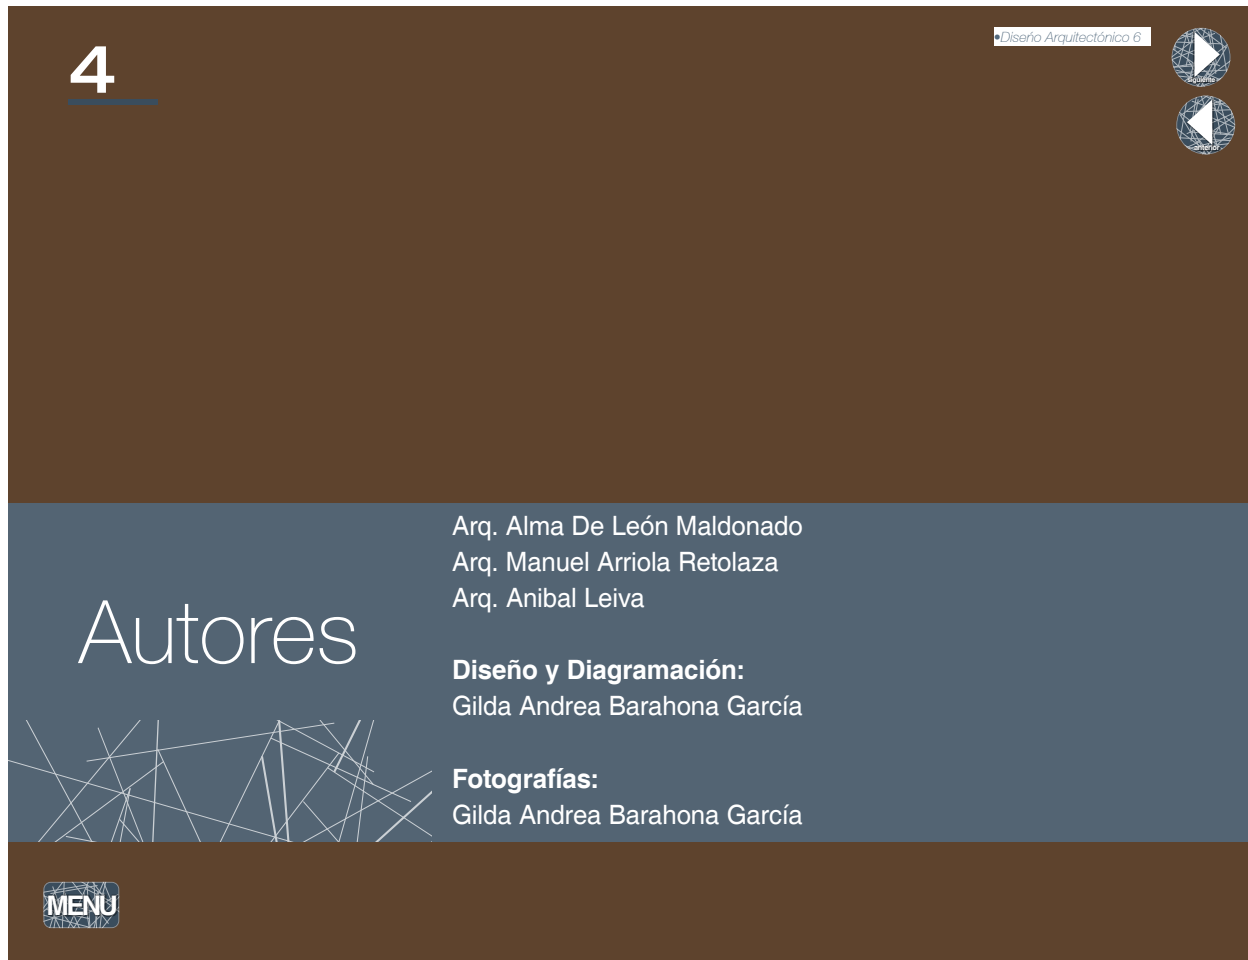 4
•Diseño Arquitectónico 6
siguiente
anterior
Autores
Arq. Alma De León Maldonado
Arq. Manuel Arriola Retolaza
Arq. Anibal Leiva
Diseño y Diagramación:
Gilda Andrea Barahona García
Fotografías:
Gilda Andrea Barahona García
MENU